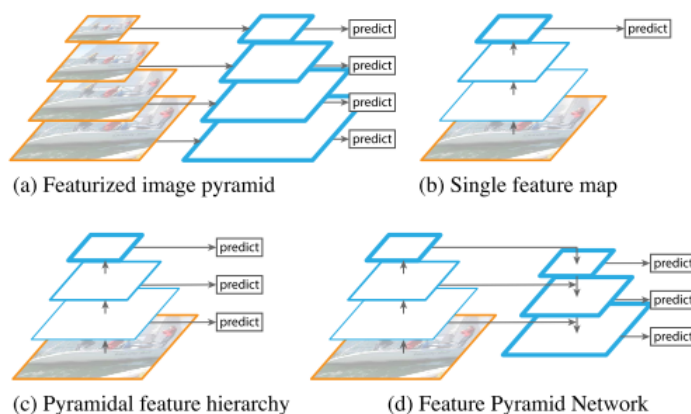 predict
predict
predict
predict
predict
(a) Featurized image pyramid
(b) Single feature map
predict
predict
predict
predict
predict
predict
(c) Pyramidal feature hierarchy
(d) Feature Pyramid Network